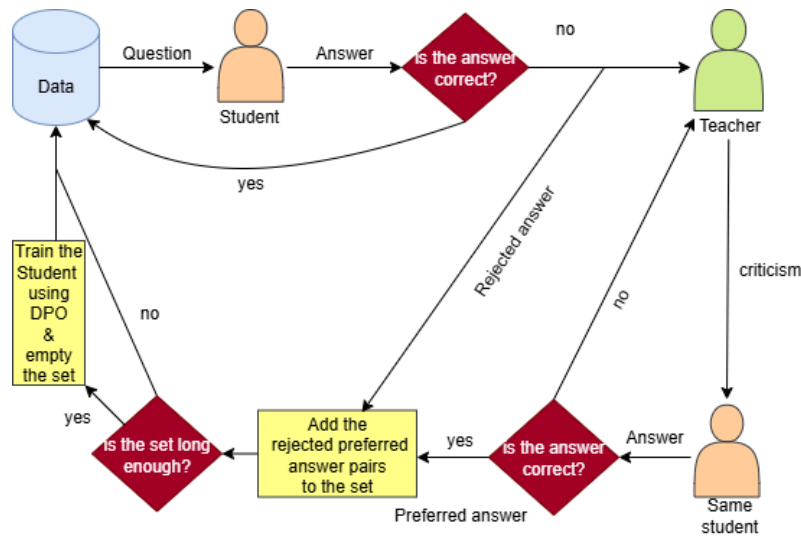 Data
Question
Student
Answer
is the answer
correct?
no
Teacher
yes
Rejected answer
criticism
Train the
Student
using
DPO
&
empty
the set
no
no
yes
is the set long
enough?
Add the
rejected preferred
answer pairs
to the set
yes
is the answer
correct?
Answer
Preferred answer
Same
student